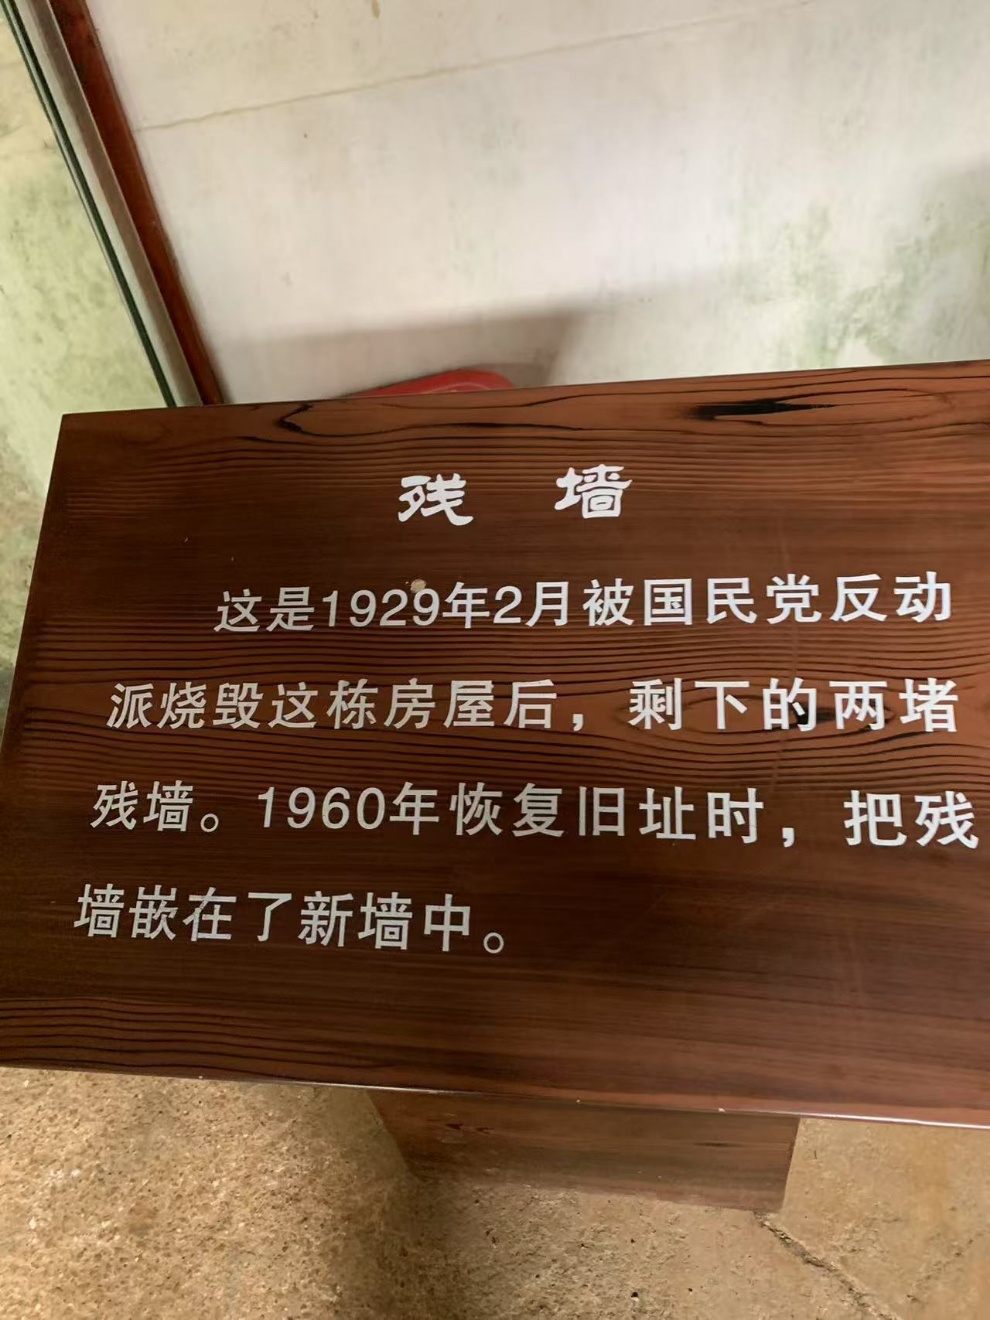 残 墙
这是1929年2月被国民党反动
派烧毁这栋房屋后，剩下的两堵
残墙。1960年恢复旧址时，把残
墙嵌在了新墙中。